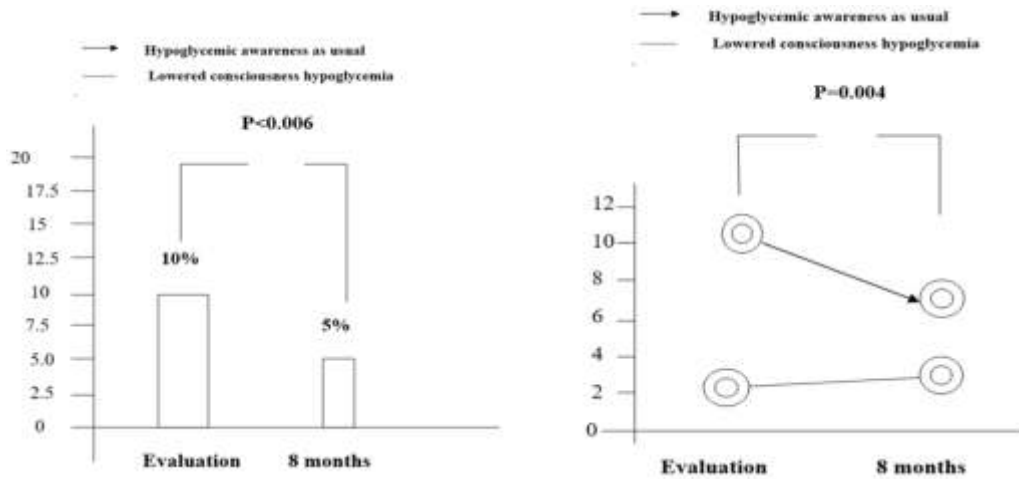 Hypoglycemic awareness as usual
Lowered consciousness hypoglycemia
P<0.006
20
17.5
15
12.5
10
7.5
5.0
2.5
0
10%
5%
Evaluation 8 months
Hypoglycemic awareness as usual
Lowered consciousness hypoglycemia
P=0.004
12
10
8
6
4
2
0
Evaluation 8 months